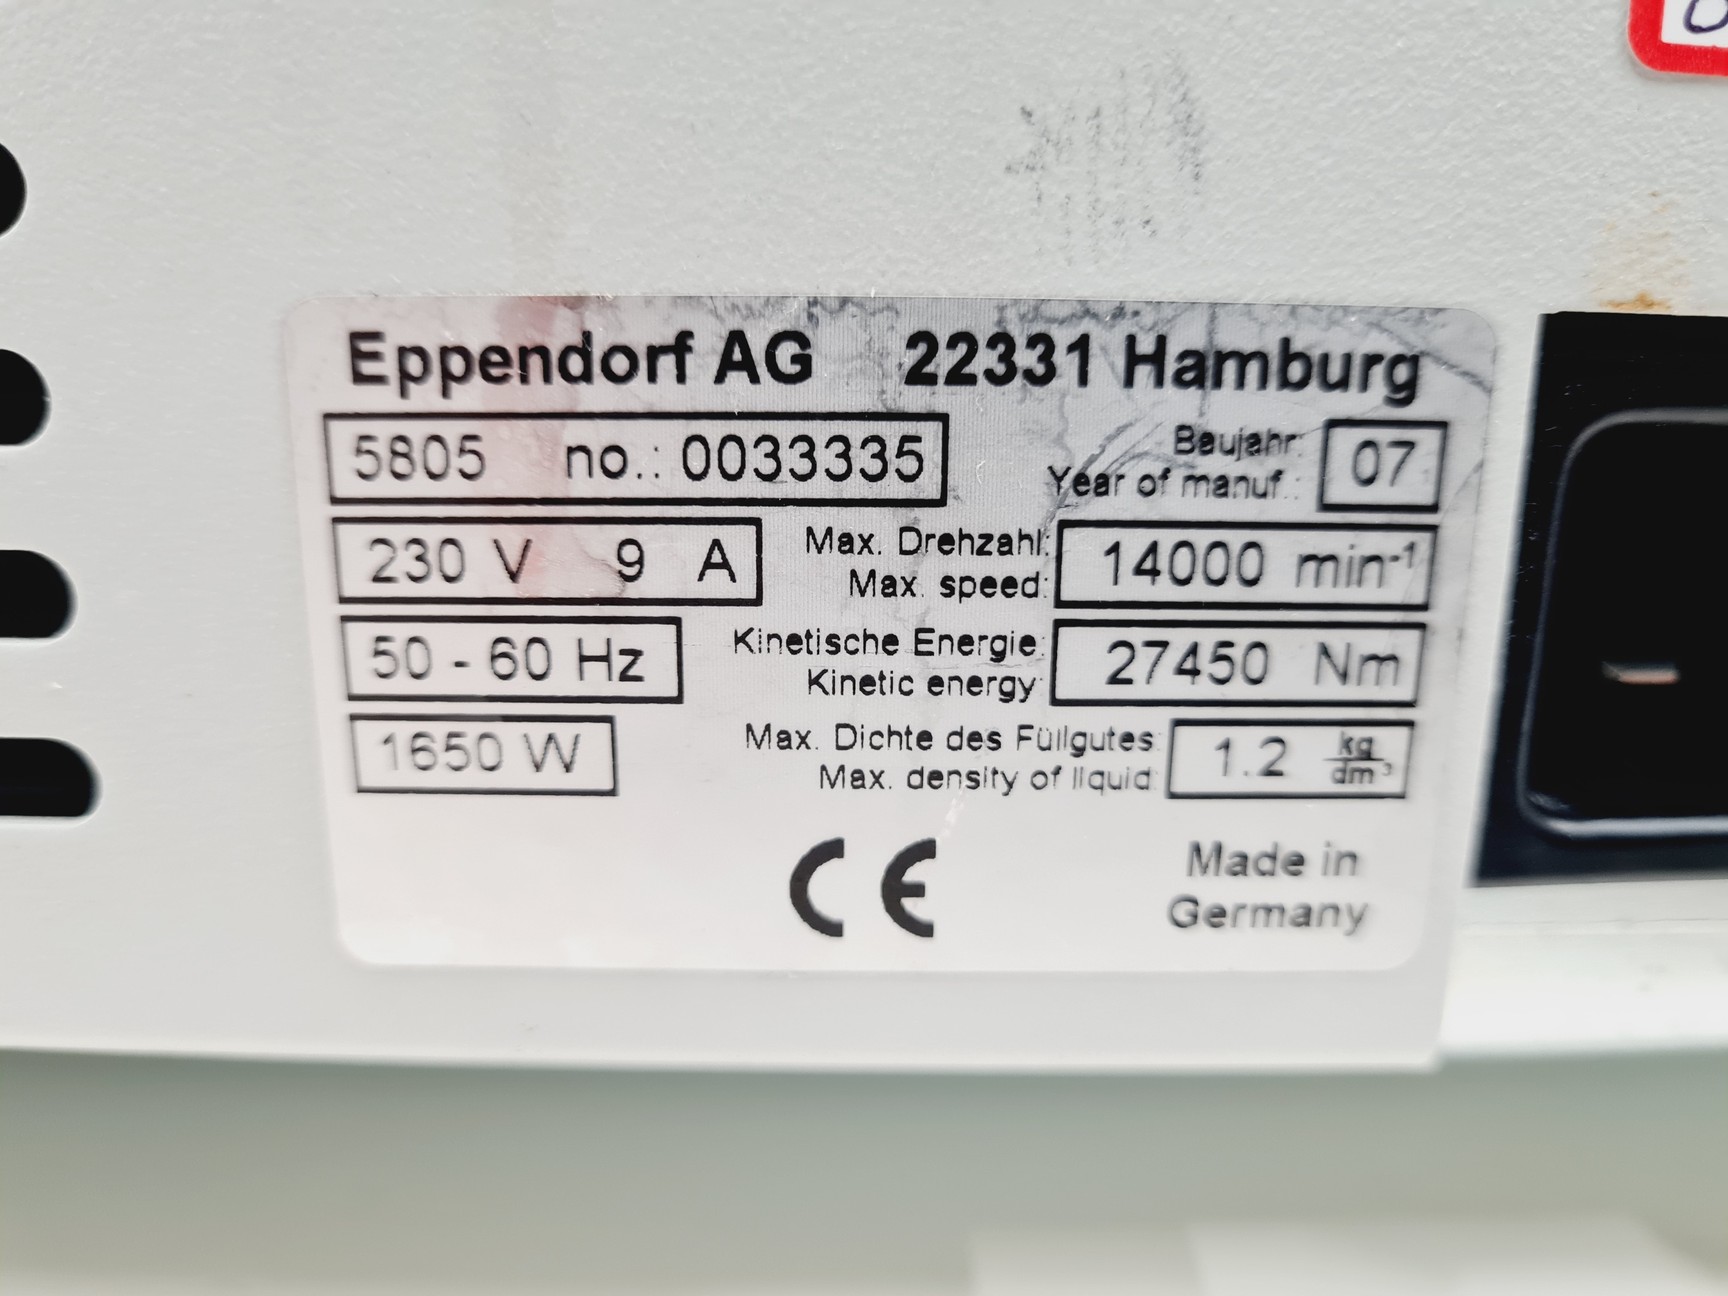 Eppendorf AG 22331 Hamburg
5805 no.: 0033335
Baujahr:
Year of manuf.:
07
230 V 9 A
Max. Drehzahl:
Max. speed:
14000 min⁻¹
50 - 60 Hz
Kinetische Energie:
Kinetic energy:
27450 Nm
1650 W
Max. Dichte des Füllgutes:
Max. density of liquid:
1.2 kg/dm³
CE
Made in
Germany